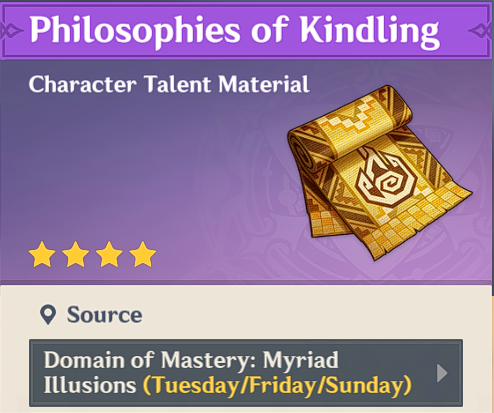 Philosophies of Kindling
Character Talent Material
Source
Domain of Mastery: Myriad
Illusions (Tuesday/Friday/Sunday)